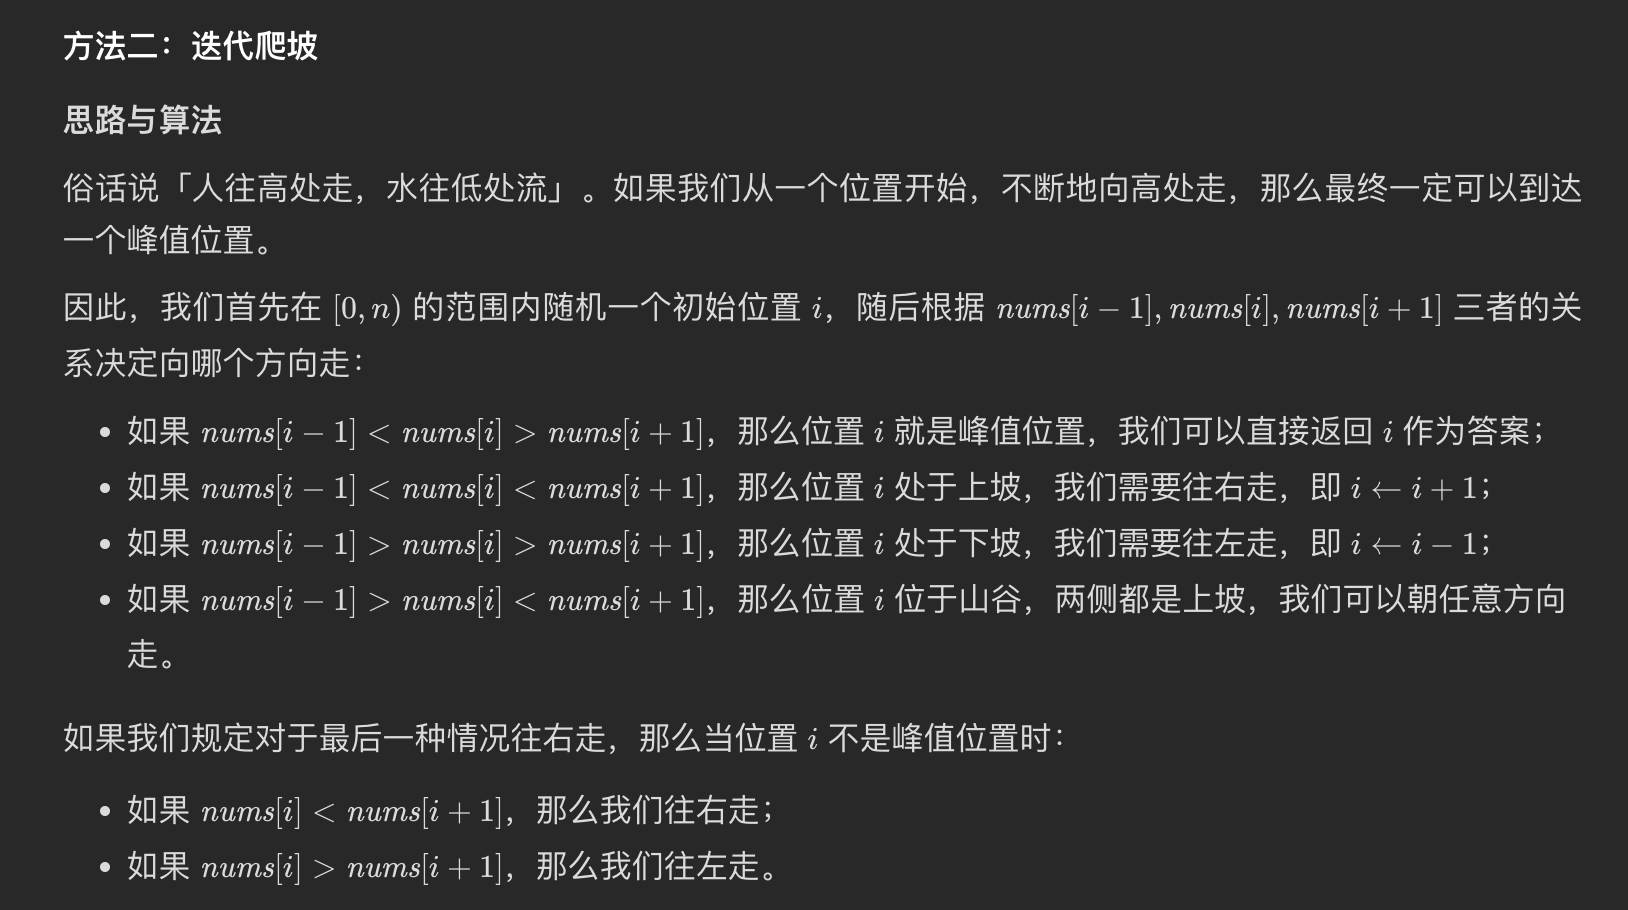 方法二：迭代爬坡
思路与算法
俗话说「人往高处走，水往低处流」。如果我们从一个位置开始，不断地向高处走，那么最终一定可以到达
一个峰值位置。
因此，我们首先在 [0, n) 的范围内随机一个初始位置 i，随后根据 nums[i − 1], nums[i], nums[i + 1] 三者的关
系决定向哪个方向走：
• 如果 nums[i − 1] < nums[i] > nums[i + 1]，那么位置 i 就是峰值位置，我们可以直接返回 i 作为答案；
• 如果 nums[i − 1] < nums[i] < nums[i + 1]，那么位置 i 处于上坡，我们需要往右走，即 i ← i + 1；
• 如果 nums[i − 1] > nums[i] > nums[i + 1]，那么位置 i 处于下坡，我们需要往左走，即 i ← i − 1；
• 如果 nums[i − 1] > nums[i] < nums[i + 1]，那么位置 i 位于山谷，两侧都是上坡，我们可以朝任意方向
走。
如果我们规定对于最后一种情况往右走，那么当位置 i 不是峰值位置时：
• 如果 nums[i] < nums[i + 1]，那么我们往右走；
• 如果 nums[i] > nums[i + 1]，那么我们往左走。